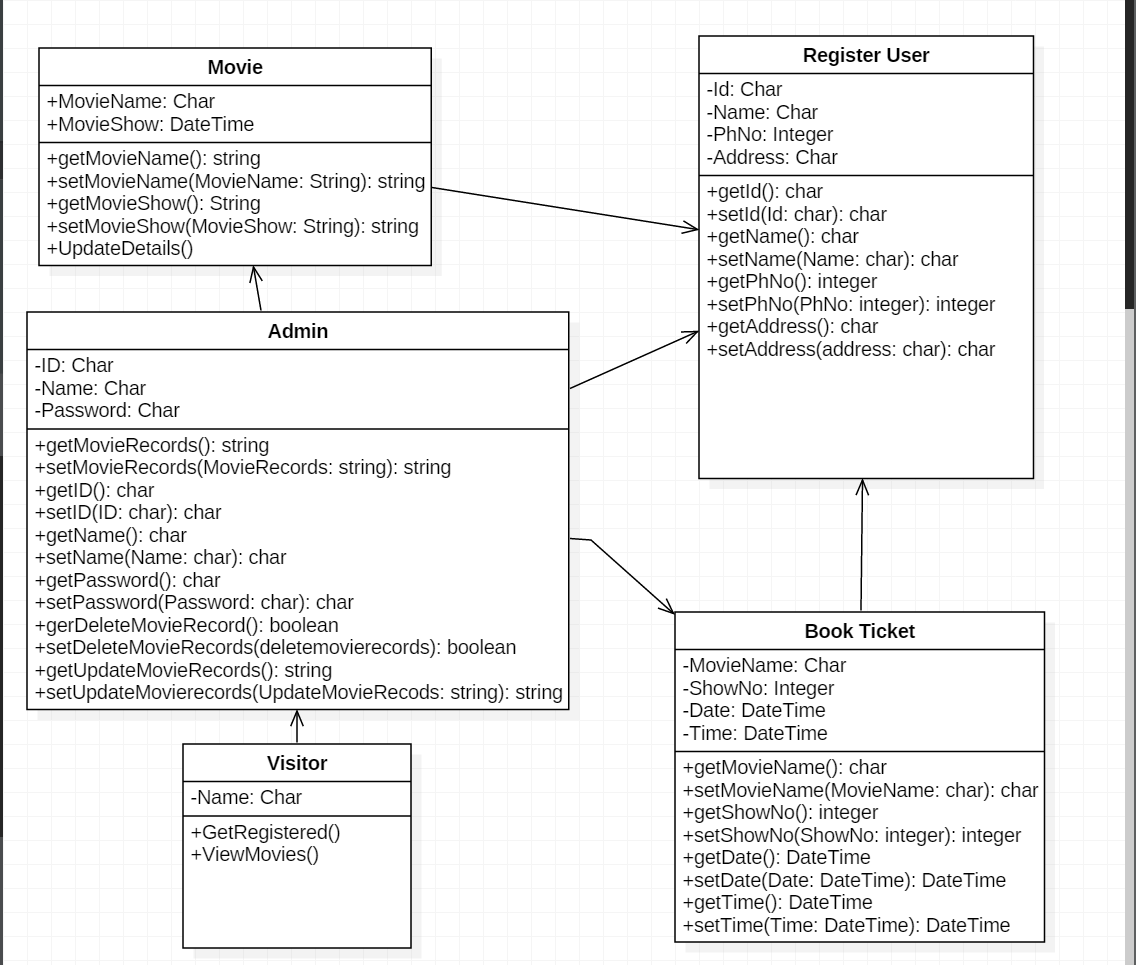 Movie
+MovieName: Char
+MovieShow: DateTime
+getMovieName(): string
+setMovieName(MovieName: String): string
+getMovieShow(): String
+setMovieShow(MovieShow: String): string
+UpdateDetails()
Register User
-Id: Char
-Name: Char
-PhNo: Integer
-Address: Char
+getId(): char
+setId(Id: char): char
+getName(): char
+setName(Name: char): char
+getPhNo(): integer
+setPhNo(PhNo: integer): integer
+getAddress(): char
+setAddress(address: char): char
Admin
-ID: Char
-Name: Char
-Password: Char
+getMovieRecords(): string
+setMovieRecords(MovieRecords: string): string
+getID(): char
+setID(ID: char): char
+getName(): char
+setName(Name: char): char
+getPassword(): char
+setPassword(Password: char): char
+gerDeleteMovieRecord(): boolean
+setDeleteMovieRecords(deletemovierecords): boolean
+getUpdateMovieRecords(): string
+setUpdateMovierecords(UpdateMovieRecods: string): string
Book Ticket
-MovieName: Char
-ShowNo: Integer
-Date: DateTime
-Time: DateTime
+getMovieName(): char
+setMovieName(MovieName: char): char
+getShowNo(): integer
+setShowNo(ShowNo: integer): integer
+getDate(): DateTime
+setDate(Date: DateTime): DateTime
+getTime(): DateTime
+setTime(Time: DateTime): DateTime
Visitor
-Name: Char
+GetRegistered()
+ViewMovies()